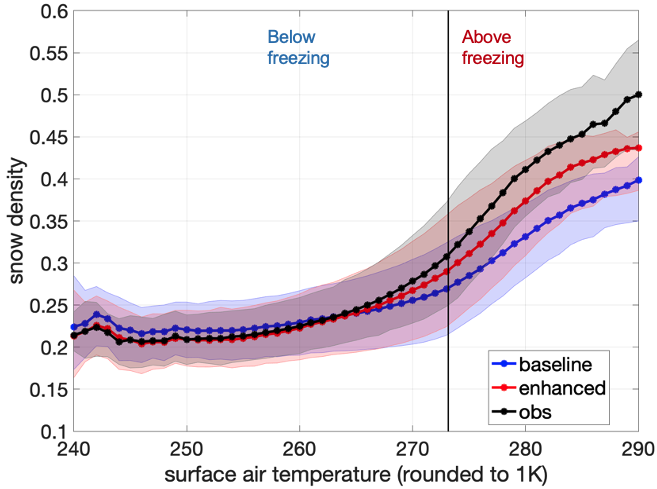 0.6
0.55
0.5
0.45
0.4
0.35
0.3
0.25
0.2
0.15
0.1
snow density
Below
freezing
Above
freezing
baseline
enhanced
obs
240
250
260
270
280
290
surface air temperature (rounded to 1K)